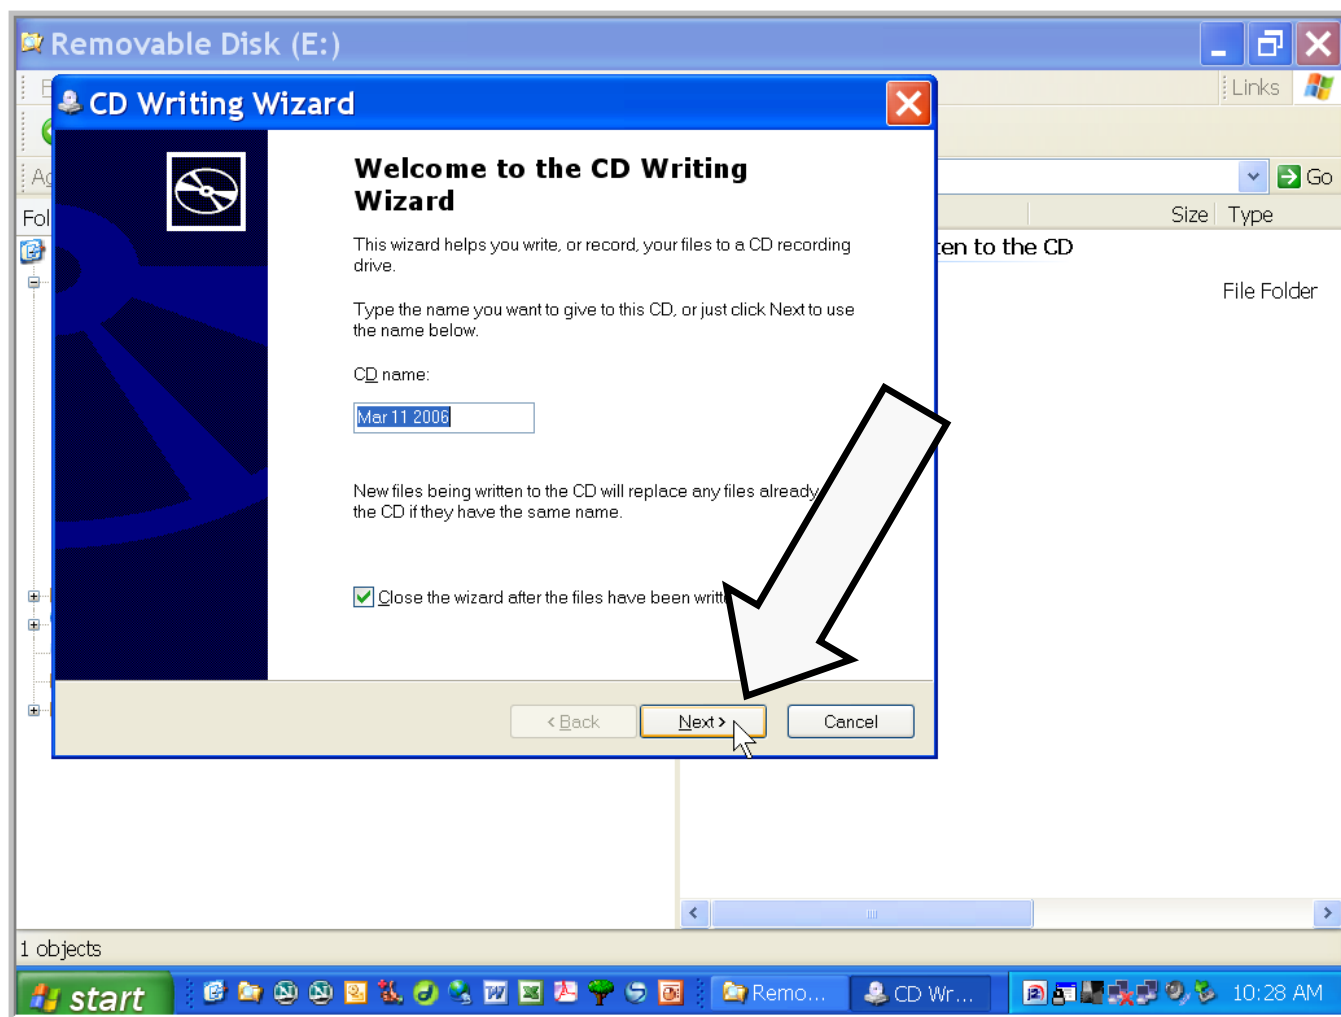 Removable Disk (E:)
Links
CD Writing Wizard
Go
Fol
Size Type
Welcome to the CD Writing
Wizard
This wizard helps you write, or record, your files to a CD recording
drive.
ten to the CD
File Folder
Type the name you want to give to this CD, or just click Next to use
the name below.
CD name:
Mar 11 2006
New files being written to the CD will replace any files already
the CD if they have the same name.
Close the wizard after the files have been writt
< Back Next > Cancel
1 objects
start Remo... CD Wr... 10:28 AM